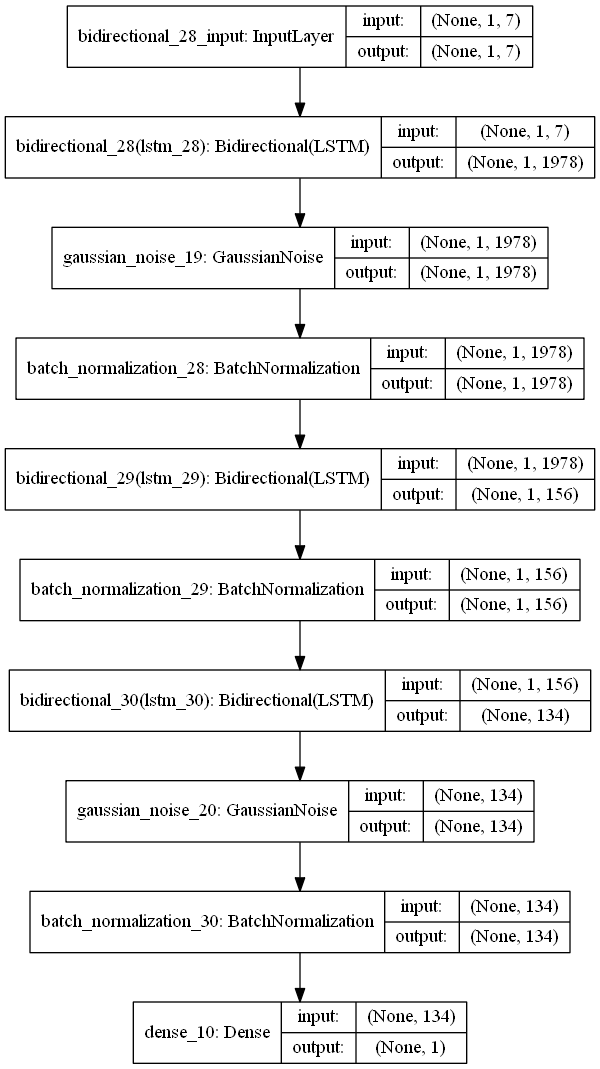 bidirectional_28_input: InputLayer
input: (None, 1, 7)
output: (None, 1, 7)
bidirectional_28(lstm_28): Bidirectional(LSTM)
input: (None, 1, 7)
output: (None, 1, 1978)
gaussian_noise_19: GaussianNoise
input: (None, 1, 1978)
output: (None, 1, 1978)
batch_normalization_28: BatchNormalization
input: (None, 1, 1978)
output: (None, 1, 1978)
bidirectional_29(lstm_29): Bidirectional(LSTM)
input: (None, 1, 1978)
output: (None, 1, 156)
batch_normalization_29: BatchNormalization
input: (None, 1, 156)
output: (None, 1, 156)
bidirectional_30(lstm_30): Bidirectional(LSTM)
input: (None, 1, 156)
output: (None, 134)
gaussian_noise_20: GaussianNoise
input: (None, 134)
output: (None, 134)
batch_normalization_30: BatchNormalization
input: (None, 134)
output: (None, 134)
dense_10: Dense
input: (None, 134)
output: (None, 1)